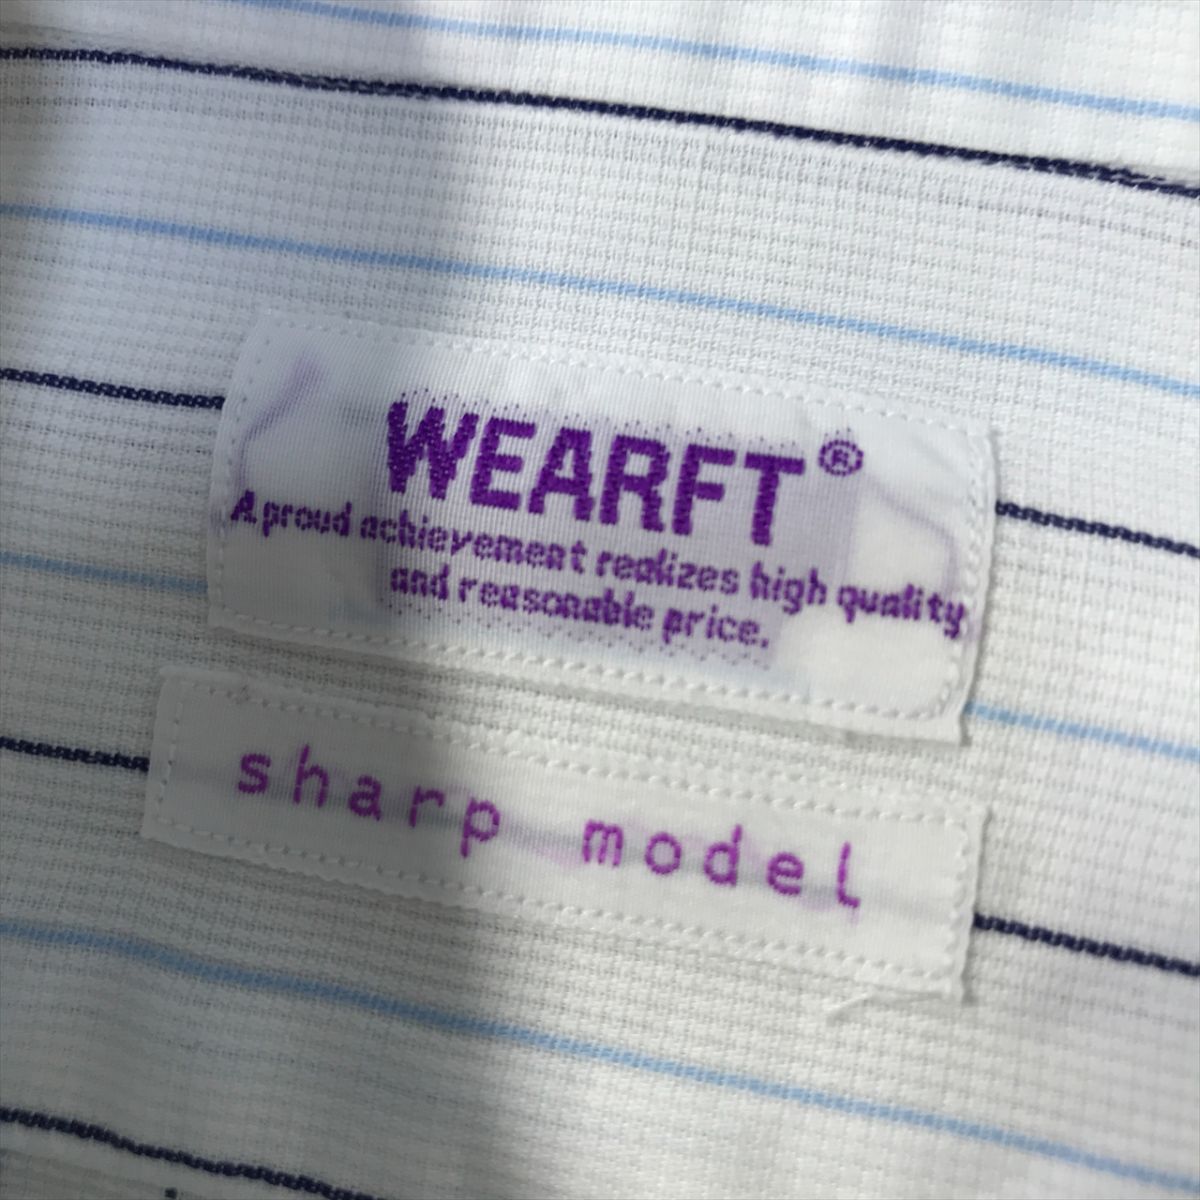 WEARFT®
A proud achievement realizes high quality
and reasonable price.
sharp model